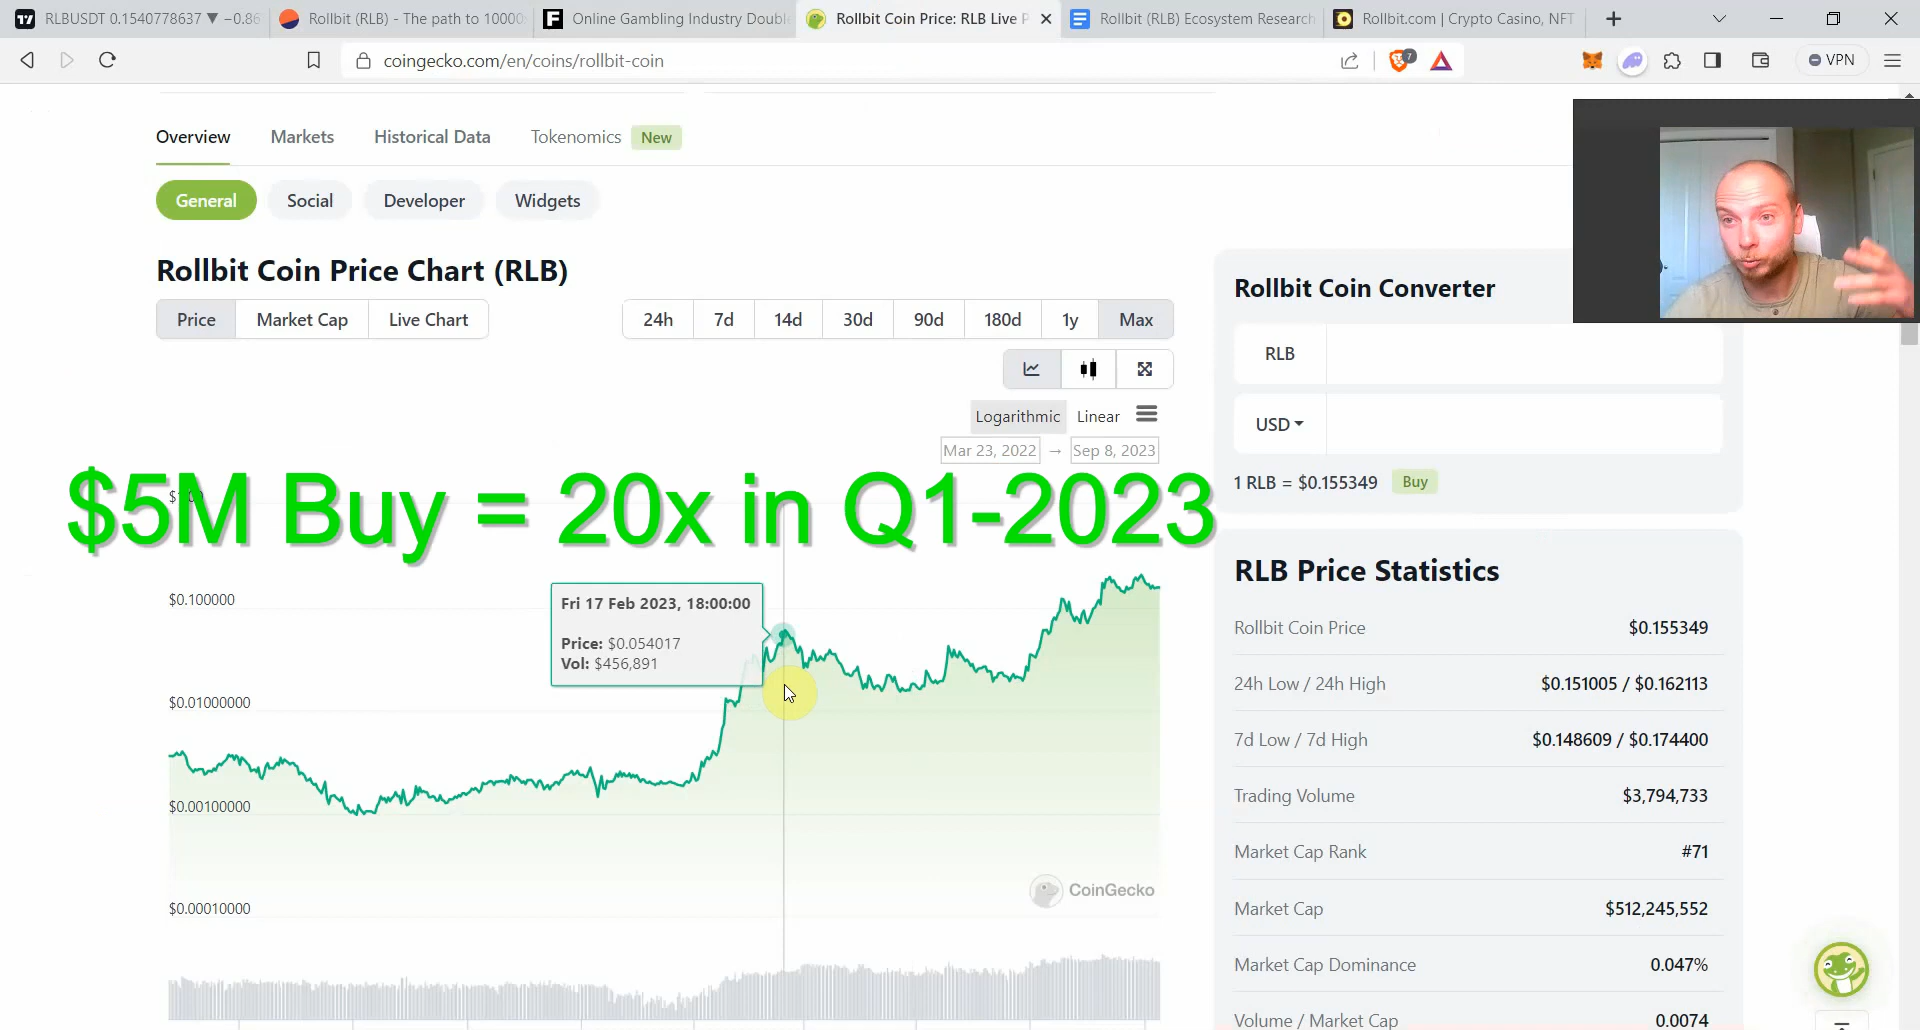 RLBUSDT 0.1540778637 ▼ −0.86
Rollbit (RLB) - The path to 10000
Online Gambling Industry Double
Rollbit Coin Price: RLB Live P
Rollbit (RLB) Ecosystem Research
Rollbit.com | Crypto Casino, NFT
coingecko.com/en/coins/rollbit-coin
7
VPN
Overview
Markets
Historical Data
Tokenomics
New
General
Social
Developer
Widgets
Rollbit Coin Price Chart (RLB)
Price
Market Cap
Live Chart
24h
7d
14d
30d
90d
180d
1y
Max
Logarithmic
Linear
Mar 23, 2022 → Sep 8, 2023
$5M Buy = 20x in Q1-2023
$0.100000
$0.01000000
$0.00100000
$0.00010000
Fri 17 Feb 2023, 18:00:00
Price: $0.054017
Vol: $456,891
CoinGecko
Rollbit Coin Converter
RLB
USD
1 RLB = $0.155349
Buy
RLB Price Statistics
Rollbit Coin Price $0.155349
24h Low / 24h High $0.151005 / $0.162113
7d Low / 7d High $0.148609 / $0.174400
Trading Volume $3,794,733
Market Cap Rank #71
Market Cap $512,245,552
Market Cap Dominance 0.047%
Volume / Market Cap 0.0074